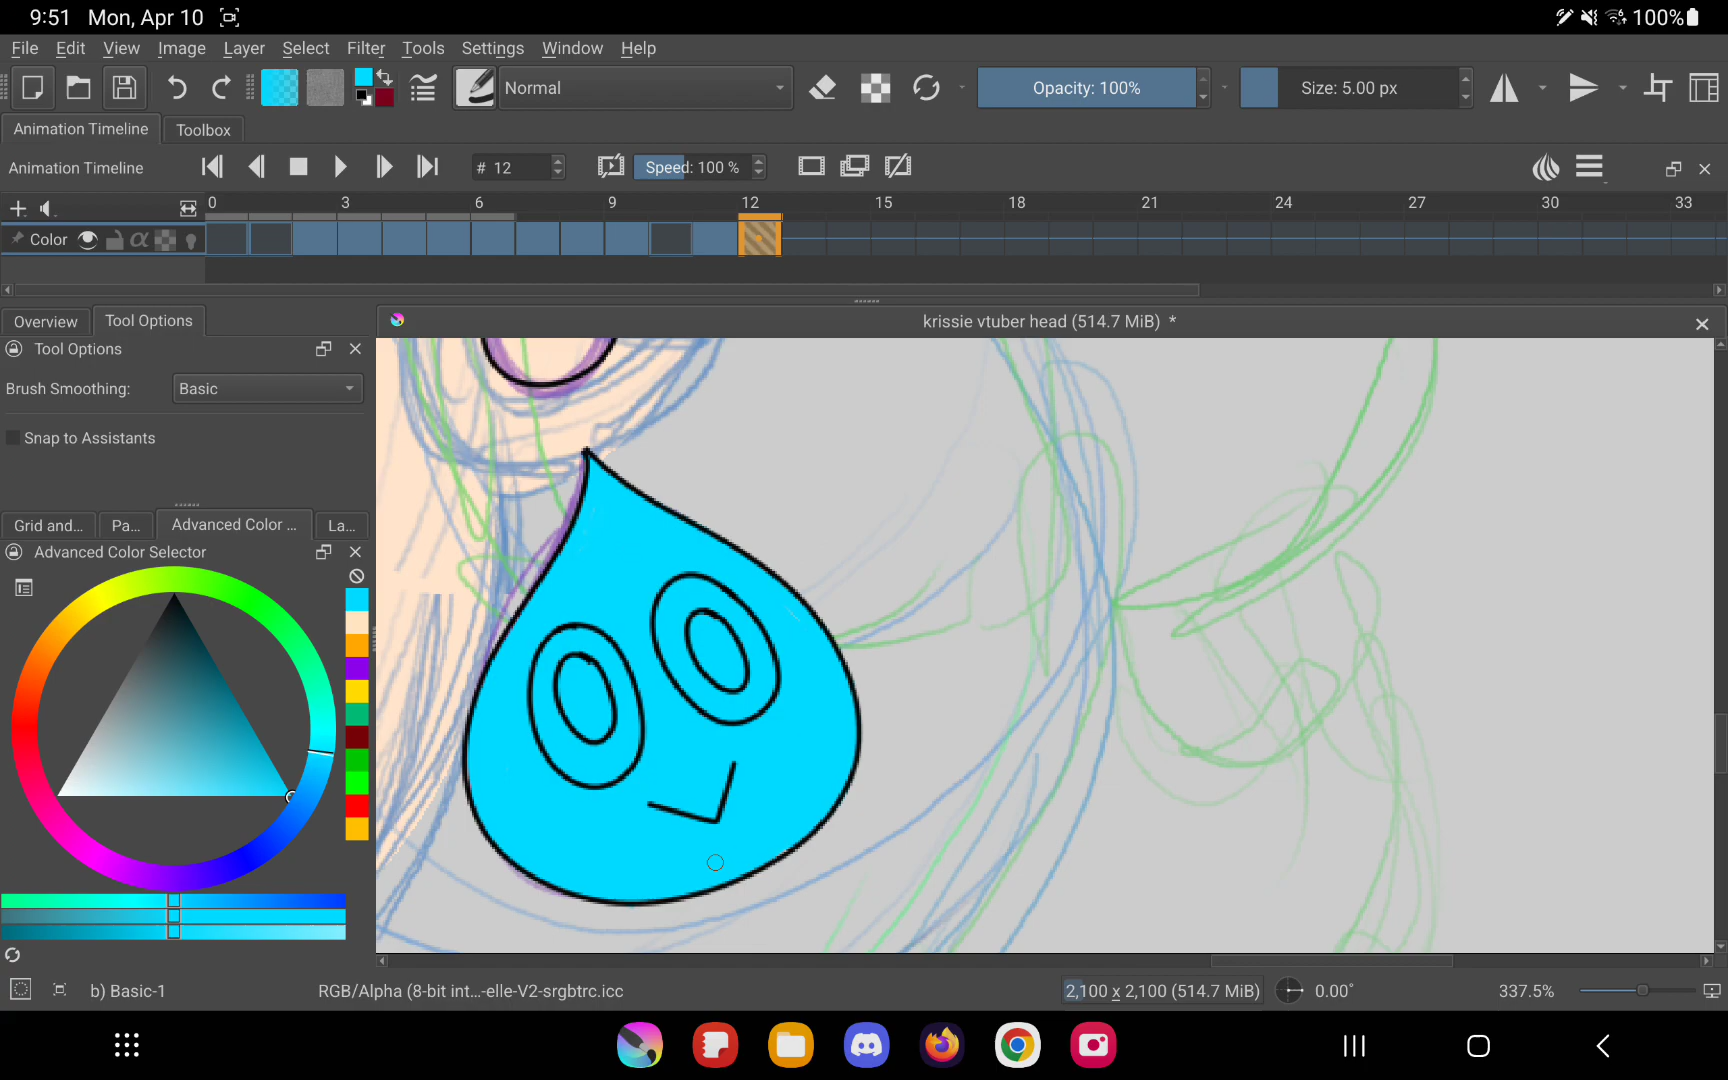 9:51 Mon, Apr 10 100%
File Edit View Image Layer Select Filter Tools Settings Window Help
Normal Opacity: 100% Size: 5.00 px
Animation Timeline Toolbox
Animation Timeline # 12 Speed: 100 %
0 3 6 9 12 15 18 21 24 27 30 33
Color α
Overview Tool Options krissie vtuber head (514.7 MiB) *
Tool Options
Brush Smoothing: Basic
Snap to Assistants
Grid and... Pa... Advanced Color ... La...
Advanced Color Selector
b) Basic-1 RGB/Alpha (8-bit int...-elle-V2-srgbtrc.icc 2,100 x 2,100 (514.7 MiB) 0.00° 337.5%